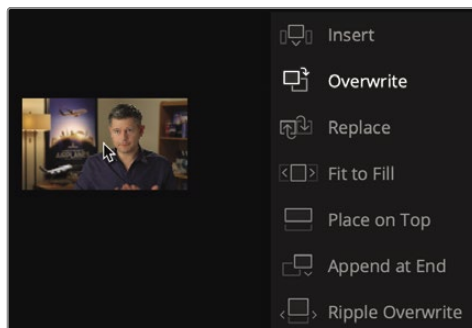 Insert
Overwrite
Replace
Fit to Fill
Place on Top
Append at End
Ripple Overwrite